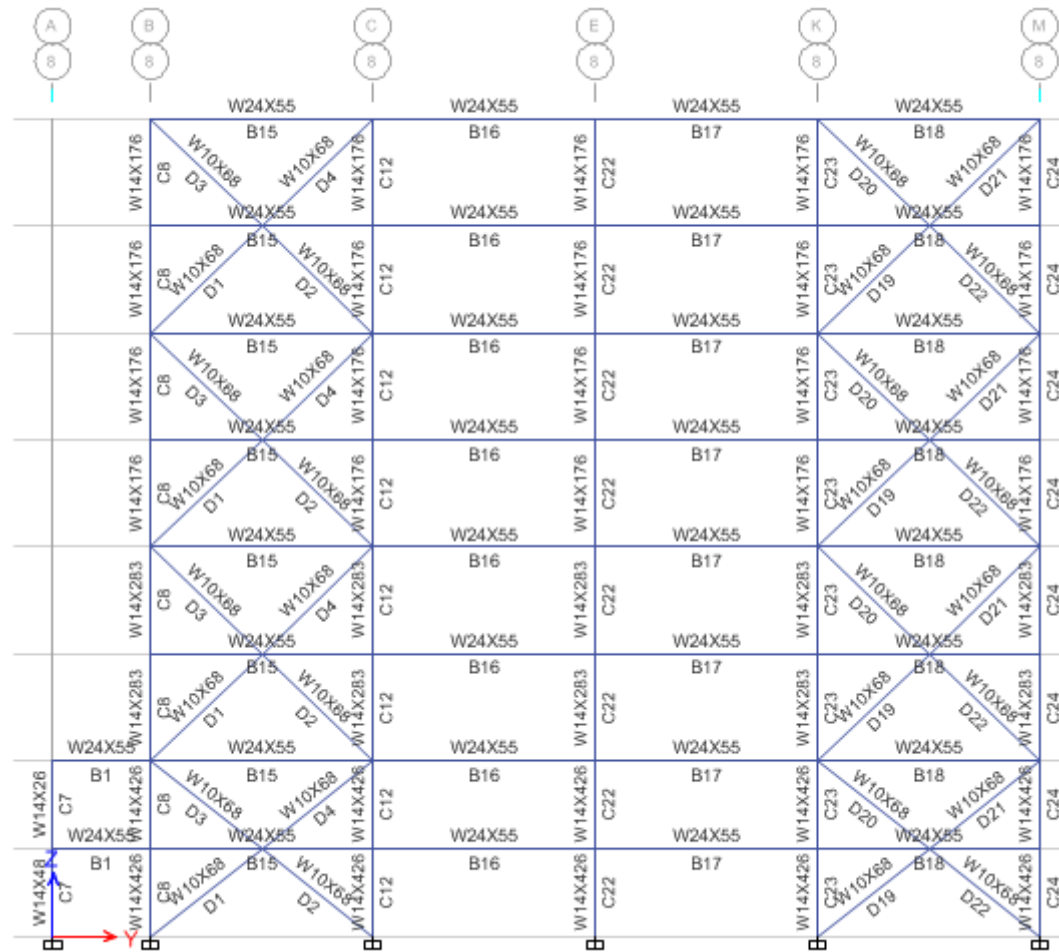 A B C E K M
8 8 8 8 8 8
W24X55 W24X55 W24X55 W24X55
B15 B16 B17 B18
W14X176 C8 W10X68 D3 W10X68 D4 W14X176 C12 W14X176 C22 W14X176 C23 W10X68 D20 W10X68 D21 W14X176 C24
W24X55 W24X55 W24X55 W24X55
B15 B16 B17 B18
W14X176 C8 W10X68 D1 W10X68 D2 W14X176 C12 W14X176 C22 W14X176 C23 W10X68 D19 W10X68 D22 W14X176 C24
W24X55 W24X55 W24X55 W24X55
B15 B16 B17 B18
W14X176 C8 W10X68 D3 W10X68 D4 W14X176 C12 W14X176 C22 W14X176 C23 W10X68 D20 W10X68 D21 W14X176 C24
W24X55 W24X55 W24X55 W24X55
B15 B16 B17 B18
W14X176 C8 W10X68 D1 W10X68 D2 W14X176 C12 W14X176 C22 W14X176 C23 W10X68 D19 W10X68 D22 W14X176 C24
W24X55 W24X55 W24X55 W24X55
B15 B16 B17 B18
W14X283 C8 W10X68 D3 W10X68 D4 W14X283 C12 W14X283 C22 W14X283 C23 W10X68 D20 W10X68 D21 W14X283 C24
W24X55 W24X55 W24X55 W24X55
B15 B16 B17 B18
W14X283 C8 W10X68 D1 W10X68 D2 W14X283 C12 W14X283 C22 W14X283 C23 W10X68 D19 W10X68 D22 W14X283 C24
W24X55 W24X55 W24X55 W24X55 W24X55
B1 B15 B16 B17 B18
W14X26 C7 W14X426 C8 W10X68 D3 W10X68 D4 W14X426 C12 W14X426 C22 W14X426 C23 W10X68 D20 W10X68 D21 W14X426 C24
W24X55 W24X55 W24X55 W24X55 W24X55
B1 B15 B16 B17 B18
W14X48 C7 W14X426 C8 W10X68 D1 W10X68 D2 W14X426 C12 W14X426 C22 W14X426 C23 W10X68 D19 W10X68 D22 W14X426 C24
Z
Y